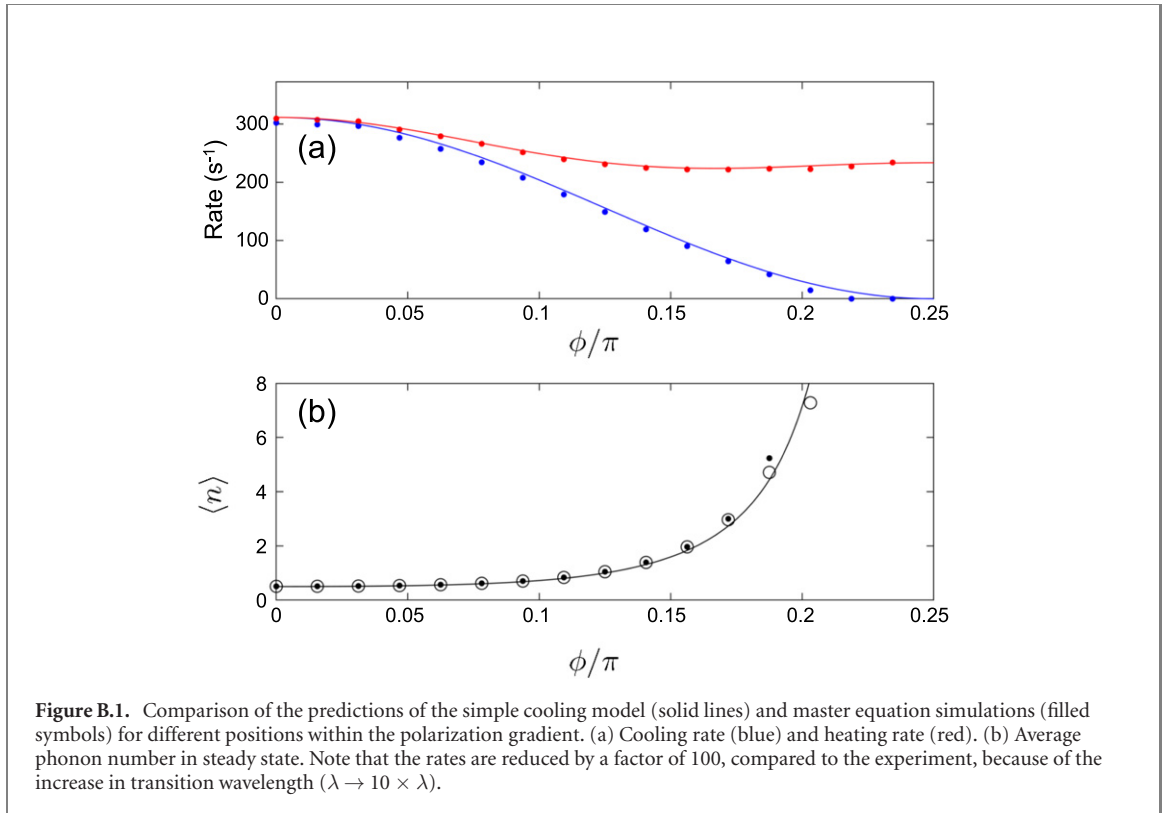 300
200
100
0
Rate (s⁻¹)
(a)
0 0.05 0.1 0.15 0.2 0.25
ϕ/π
8
6
4
2
0
⟨n⟩
(b)
0 0.05 0.1 0.15 0.2 0.25
ϕ/π
Figure B.1. Comparison of the predictions of the simple cooling model (solid lines) and master equation simulations (filled
symbols) for different positions within the polarization gradient. (a) Cooling rate (blue) and heating rate (red). (b) Average
phonon number in steady state. Note that the rates are reduced by a factor of 100, compared to the experiment, because of the
increase in transition wavelength (λ → 10 × λ).